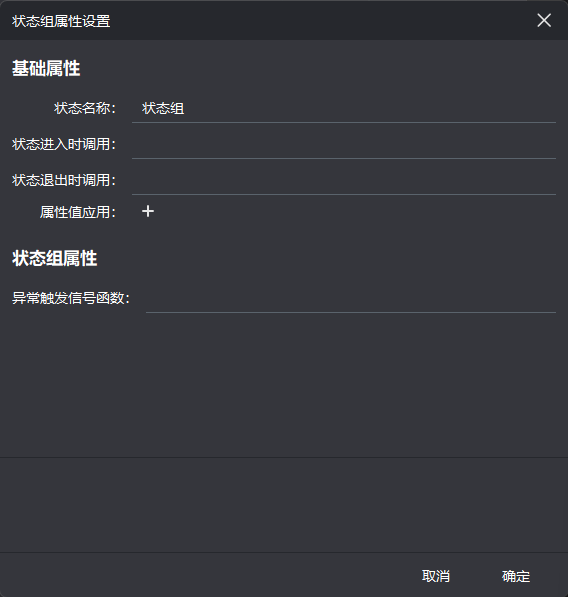 状态组属性设置
基础属性
状态名称： 状态组
状态进入时调用：
状态退出时调用：
属性值应用： +
状态组属性
异常触发信号函数：
取消 确定